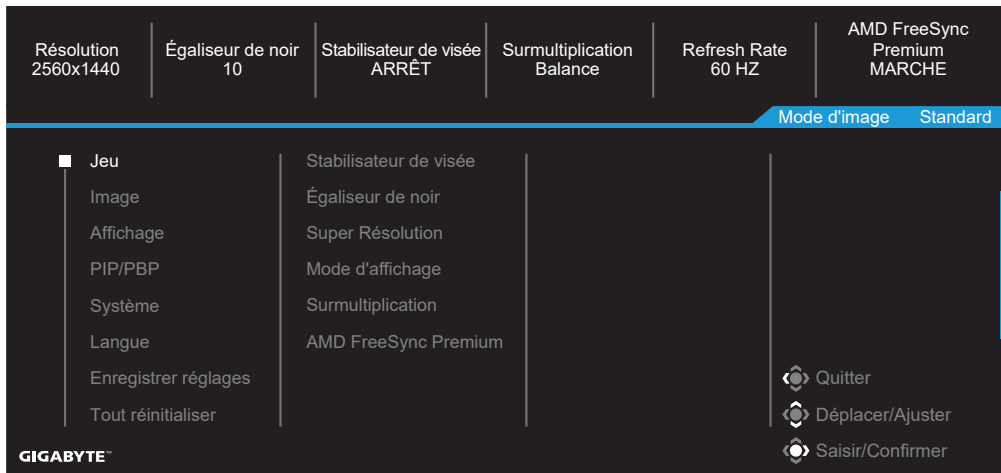 Résolution
2560x1440
Égaliseur de noir
10
Stabilisateur de visée
ARRÊT
Surmultiplication
Balance
Refresh Rate
60 HZ
AMD FreeSync
Premium
MARCHE
Mode d'image Standard
Jeu
Image
Affichage
PIP/PBP
Système
Langue
Enregistrer réglages
Tout réinitialiser
Stabilisateur de visée
Égaliseur de noir
Super Résolution
Mode d'affichage
Surmultiplication
AMD FreeSync Premium
Quitter
Déplacer/Ajuster
Saisir/Confirmer
GIGABYTE™